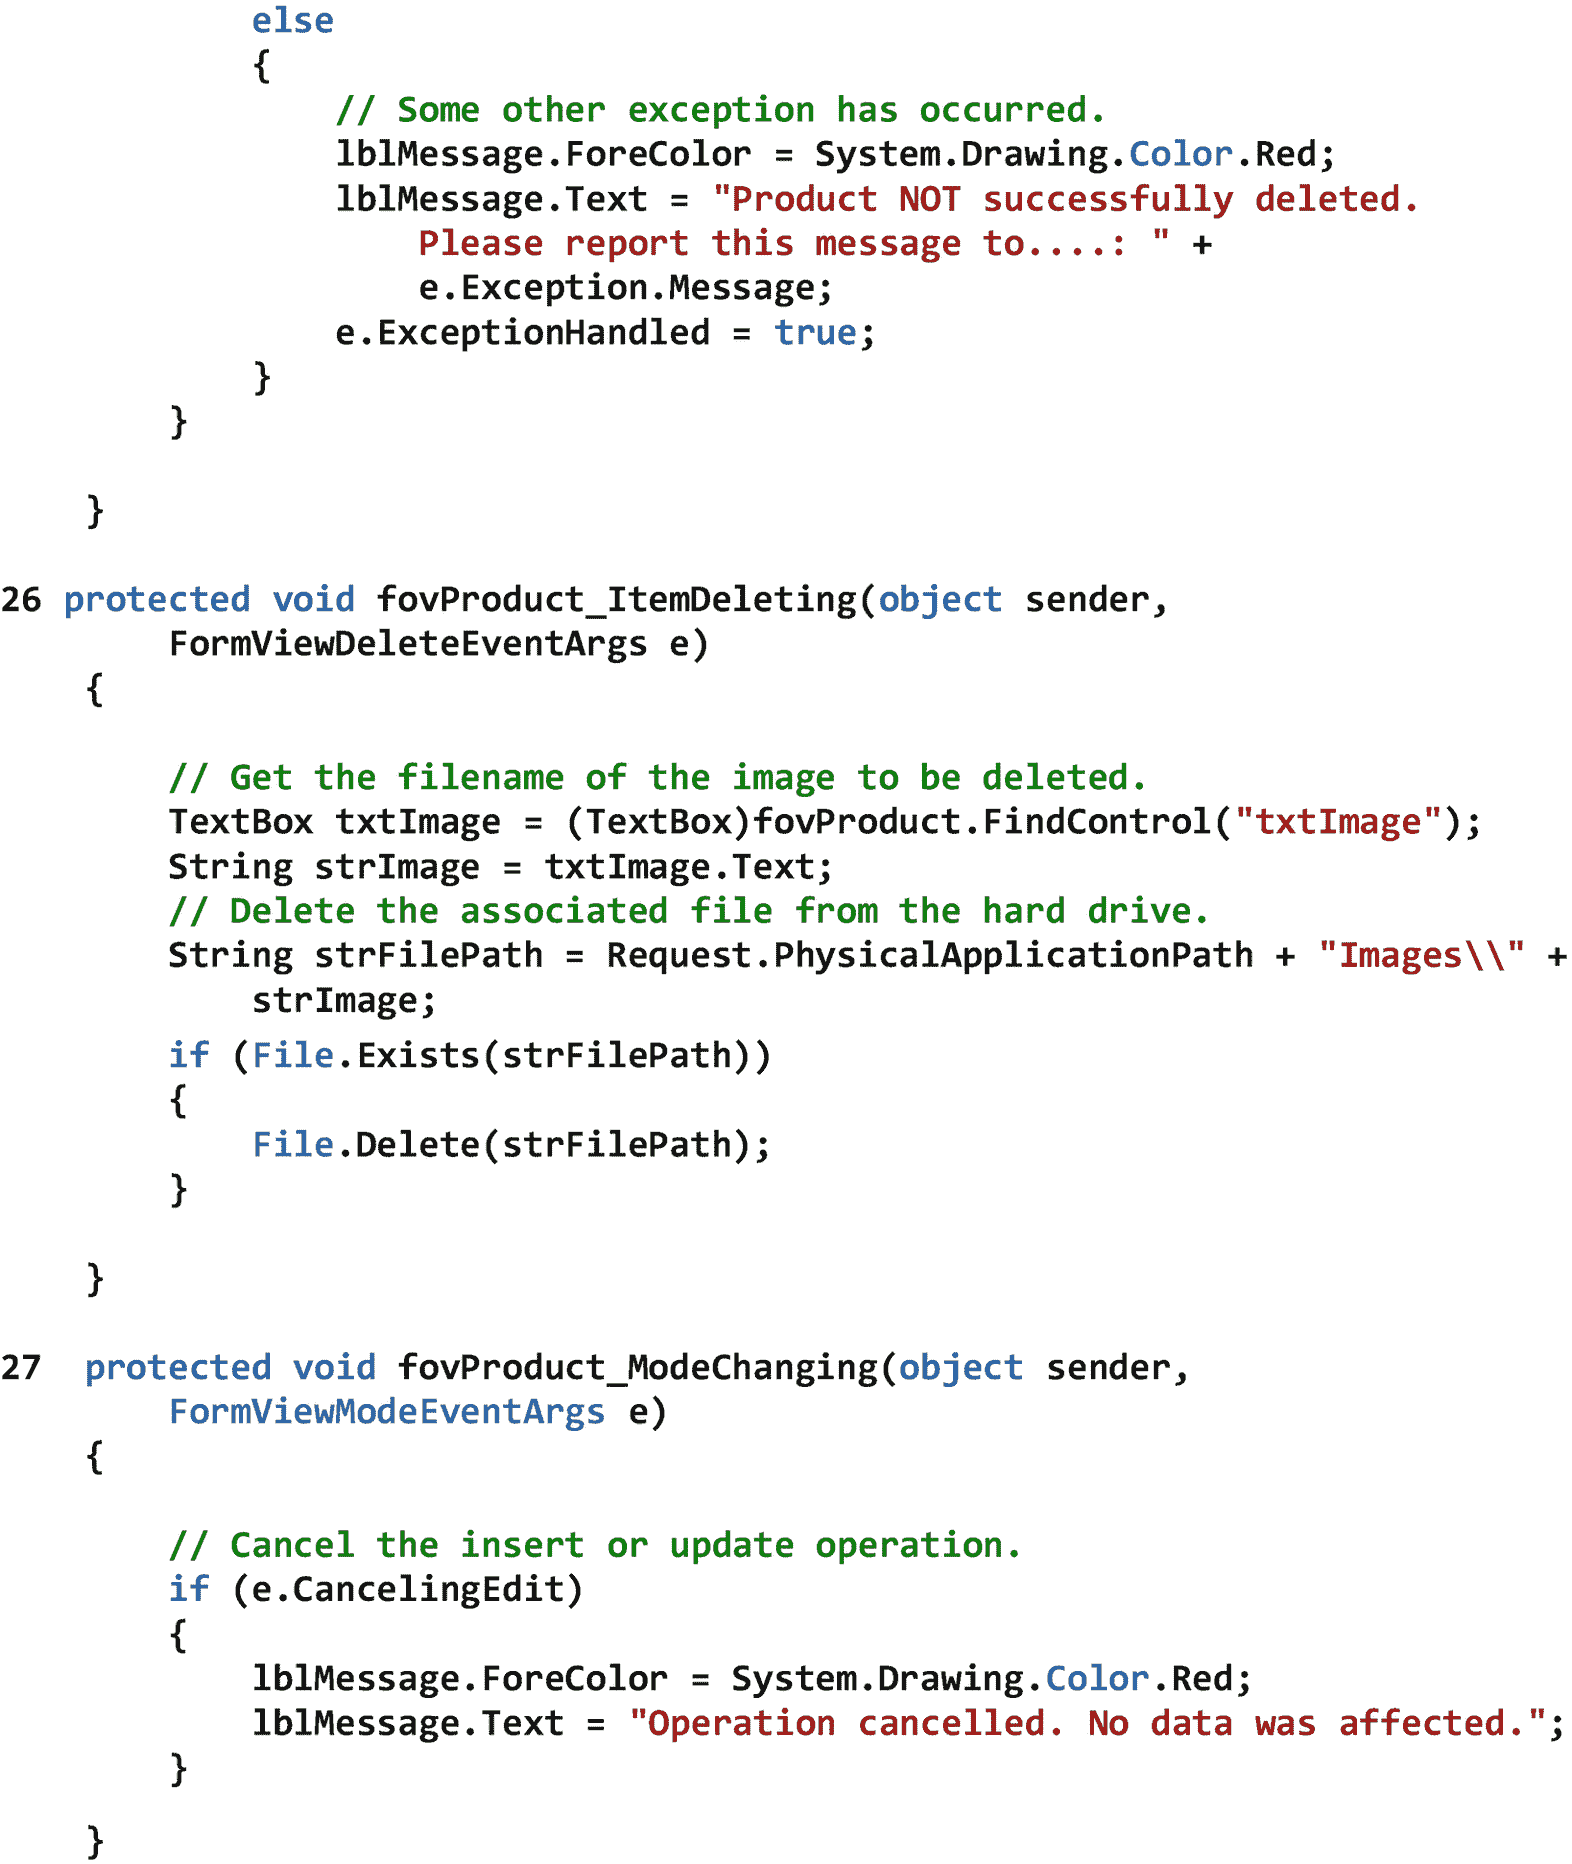 else
{
// Some other exception has occurred.
lblMessage.ForeColor = System.Drawing.Color.Red;
lblMessage.Text = "Product NOT successfully deleted.
Please report this message to....: " +
e.Exception.Message;
e.ExceptionHandled = true;
}
}
}
26 protected void fovProduct_ItemDeleting(object sender,
FormViewDeleteEventArgs e)
{
// Get the filename of the image to be deleted.
TextBox txtImage = (TextBox)fovProduct.FindControl("txtImage");
String strImage = txtImage.Text;
// Delete the associated file from the hard drive.
String strFilePath = Request.PhysicalApplicationPath + "Images\\" +
strImage;
if (File.Exists(strFilePath))
{
File.Delete(strFilePath);
}
}
27 protected void fovProduct_ModeChanging(object sender,
FormViewModeEventArgs e)
{
// Cancel the insert or update operation.
if (e.CancelingEdit)
{
lblMessage.ForeColor = System.Drawing.Color.Red;
lblMessage.Text = "Operation cancelled. No data was affected.";
}
}